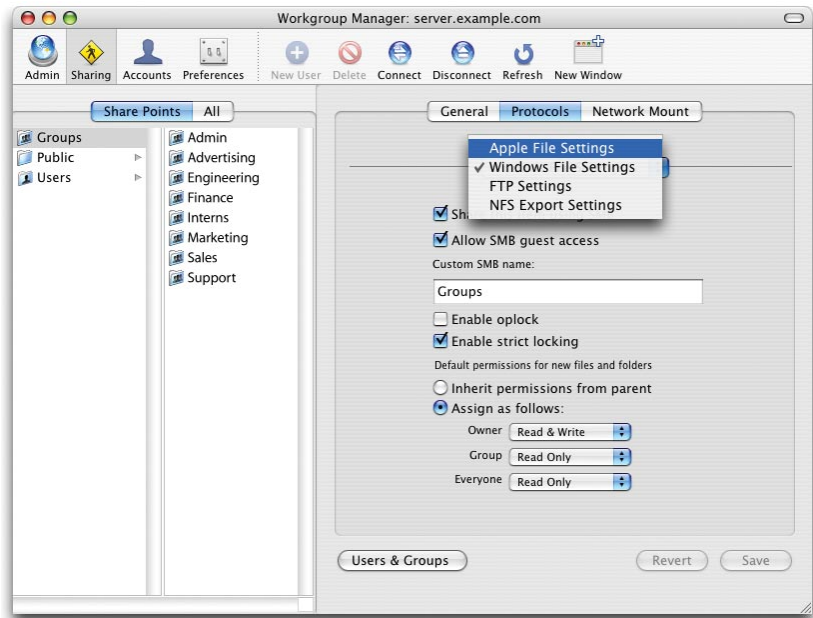 Workgroup Manager: server.example.com
Admin Sharing Accounts Preferences New User Delete Connect Disconnect Refresh New Window
Share Points All
Groups
Public
Users
Admin
Advertising
Engineering
Finance
Interns
Marketing
Sales
Support
General Protocols Network Mount
Apple File Settings
✓ Windows File Settings
FTP Settings
NFS Export Settings
Allow SMB guest access
Custom SMB name:
Groups
Enable oplock
Enable strict locking
Default permissions for new files and folders
Inherit permissions from parent
Assign as follows:
Owner Read & Write
Group Read Only
Everyone Read Only
Users & Groups Revert Save